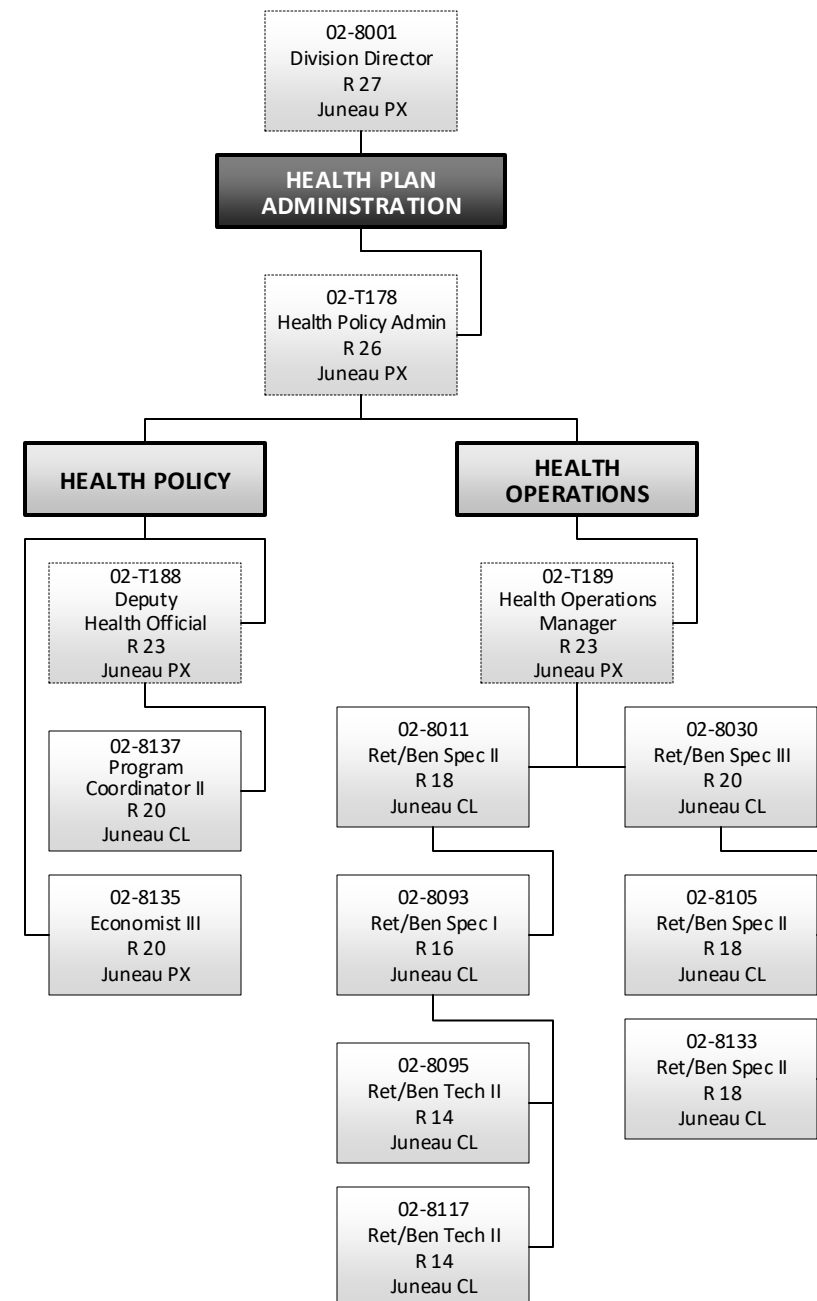 02-8001
Division Director
R 27
Juneau PX
HEALTH PLAN
ADMINISTRATION
02-T178
Health Policy Admin
R 26
Juneau PX
HEALTH POLICY
02-T188
Deputy
Health Official
R 23
Juneau PX
02-8137
Program
Coordinator II
R 20
Juneau CL
02-8135
Economist III
R 20
Juneau PX
HEALTH
OPERATIONS
02-T189
Health Operations
Manager
R 23
Juneau PX
02-8011
Ret/Ben Spec II
R 18
Juneau CL
02-8093
Ret/Ben Spec I
R 16
Juneau CL
02-8095
Ret/Ben Tech II
R 14
Juneau CL
02-8117
Ret/Ben Tech II
R 14
Juneau CL
02-8030
Ret/Ben Spec III
R 20
Juneau CL
02-8105
Ret/Ben Spec II
R 18
Juneau CL
02-8133
Ret/Ben Spec II
R 18
Juneau CL